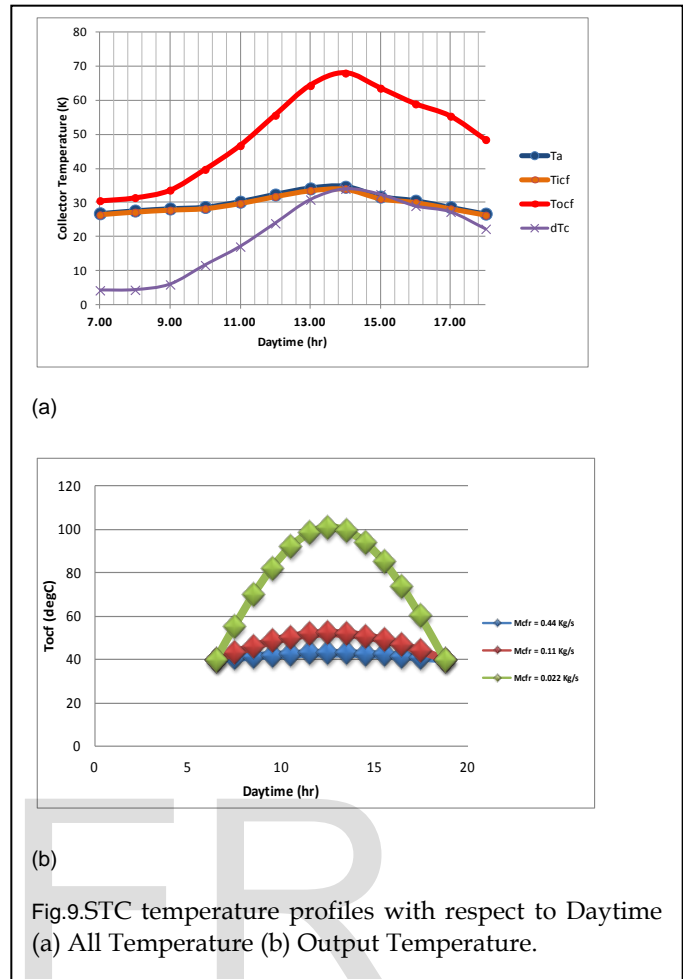 80
70
60
50
40
30
20
10
0
Collector Temperature (K)
7.00 9.00 11.00 13.00 15.00 17.00
Daytime (hr)
Ta
Ticf
Tocf
dTc
(a)
120
100
80
60
40
20
0
Tocf (degC)
0 5 10 15 20
Daytime (hr)
Mcfr = 0.44 Kg/s
Mcfr = 0.11 Kg/s
Mcfr = 0.022 Kg/s
(b)
FR
Fig.9.STC temperature profiles with respect to Daytime
(a) All Temperature (b) Output Temperature.